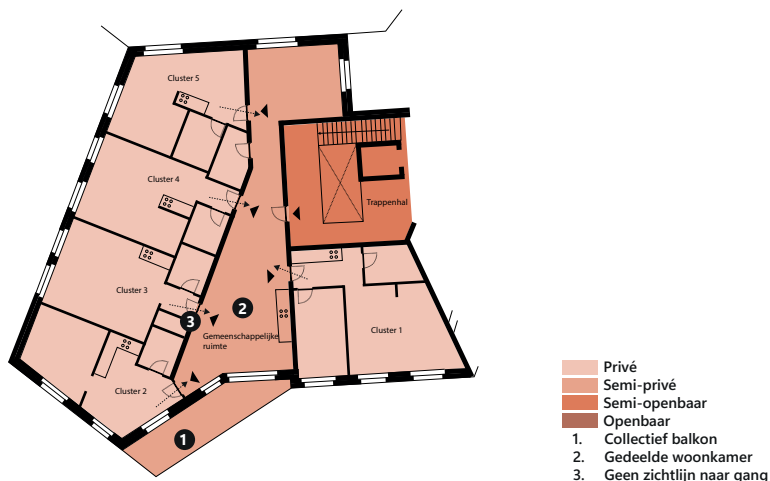 Cluster 5
Cluster 4
Trappenhal
Cluster 3
2
3
Gemeenschappelijke
ruimte
Cluster 1
Cluster 2
1
Privé
Semi-privé
Semi-openbaar
Openbaar
1. Collectief balkon
2. Gedeelde woonkamer
3. Geen zichtlijn naar gang